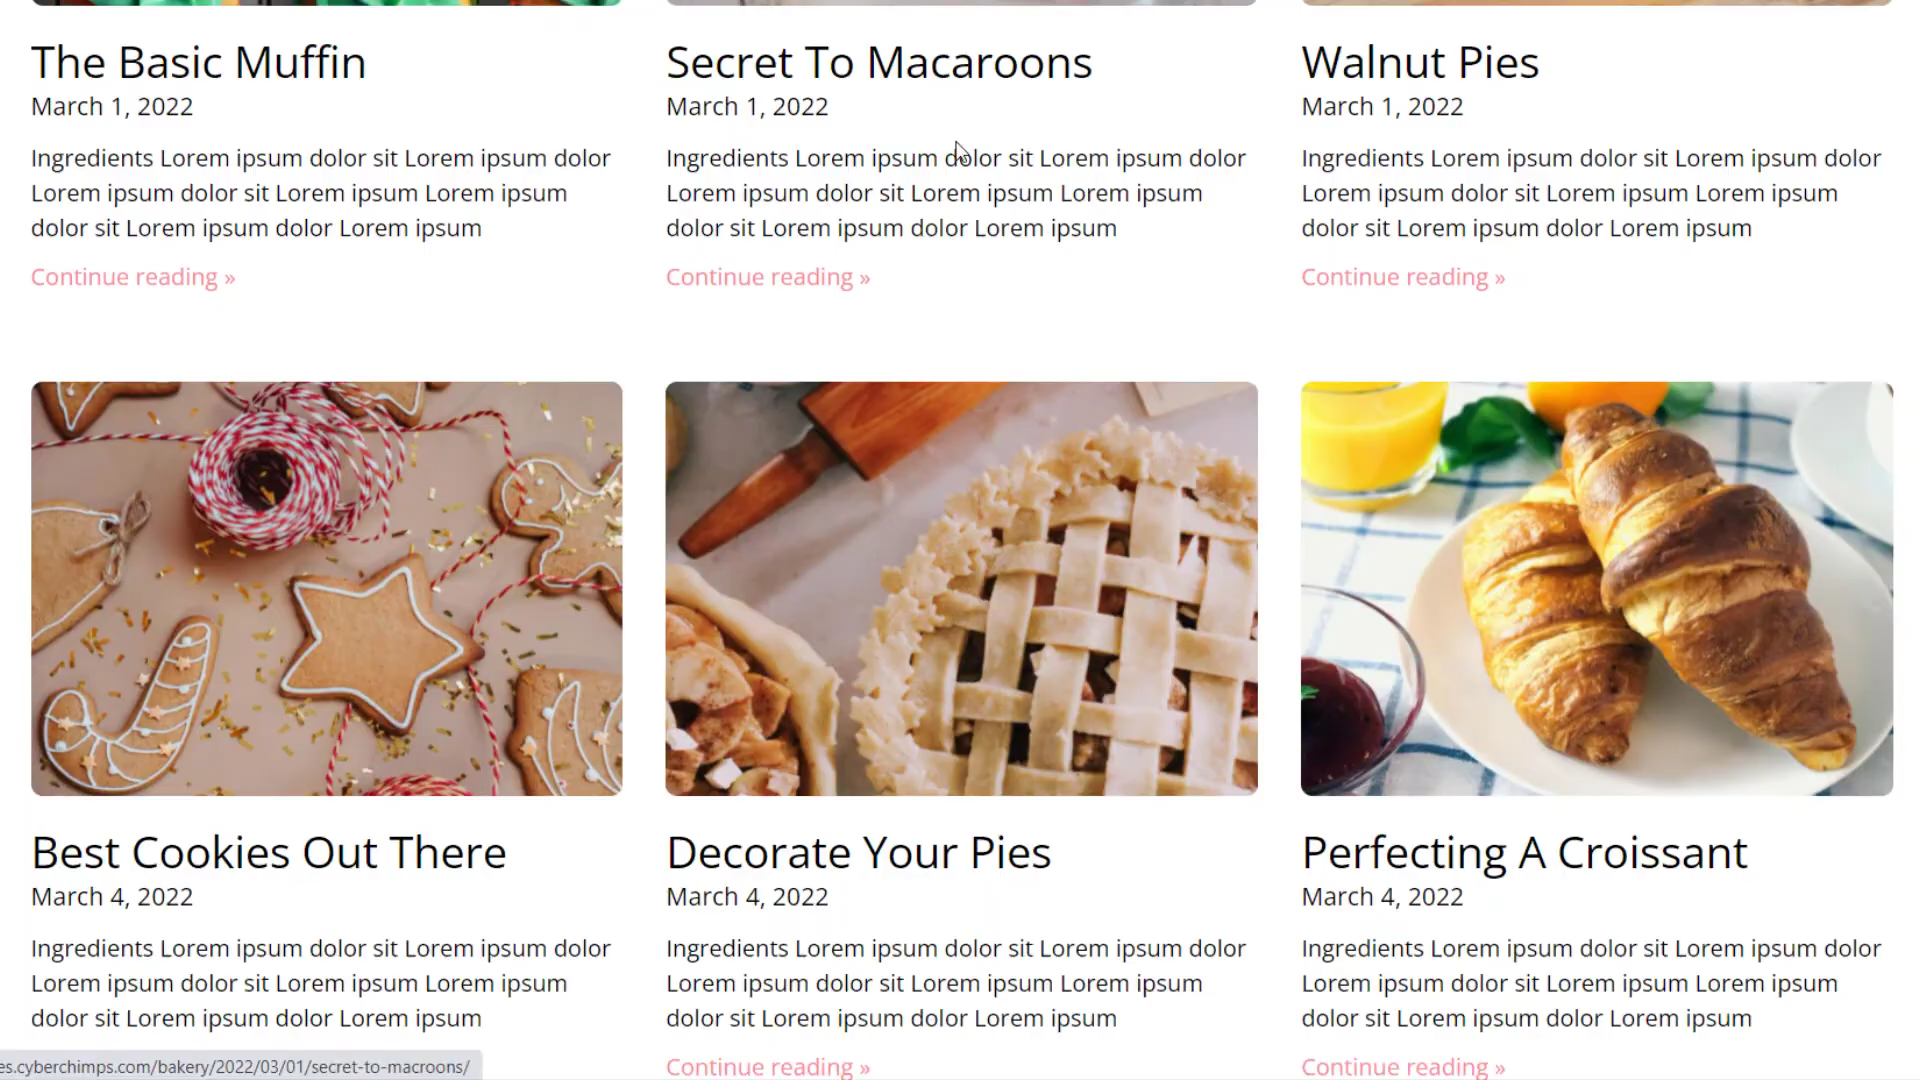 The Basic Muffin
March 1, 2022
Ingredients Lorem ipsum dolor sit Lorem ipsum dolor
Lorem ipsum dolor sit Lorem ipsum Lorem ipsum
dolor sit Lorem ipsum dolor Lorem ipsum
Continue reading »
Secret To Macaroons
March 1, 2022
Ingredients Lorem ipsum dolor sit Lorem ipsum dolor
Lorem ipsum dolor sit Lorem ipsum Lorem ipsum
dolor sit Lorem ipsum dolor Lorem ipsum
Continue reading »
Walnut Pies
March 1, 2022
Ingredients Lorem ipsum dolor sit Lorem ipsum dolor
Lorem ipsum dolor sit Lorem ipsum Lorem ipsum
dolor sit Lorem ipsum dolor Lorem ipsum
Continue reading »
Best Cookies Out There
March 4, 2022
Ingredients Lorem ipsum dolor sit Lorem ipsum dolor
Lorem ipsum dolor sit Lorem ipsum Lorem ipsum
dolor sit Lorem ipsum dolor Lorem ipsum
Decorate Your Pies
March 4, 2022
Ingredients Lorem ipsum dolor sit Lorem ipsum dolor
Lorem ipsum dolor sit Lorem ipsum Lorem ipsum
dolor sit Lorem ipsum dolor Lorem ipsum
Continue reading »
Perfecting A Croissant
March 4, 2022
Ingredients Lorem ipsum dolor sit Lorem ipsum dolor
Lorem ipsum dolor sit Lorem ipsum Lorem ipsum
dolor sit Lorem ipsum dolor Lorem ipsum
Continue reading »
es.cyberchimps.com/bakery/2022/03/01/secret-to-macroons/